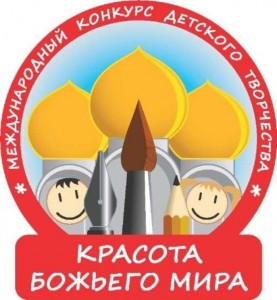 * МЕЖДУНАРОДНЫЙ КОНКУРС ДЕТСКОГО ТВОРЧЕСТВА *
КРАСОТА
БОЖЬЕГО МИРА